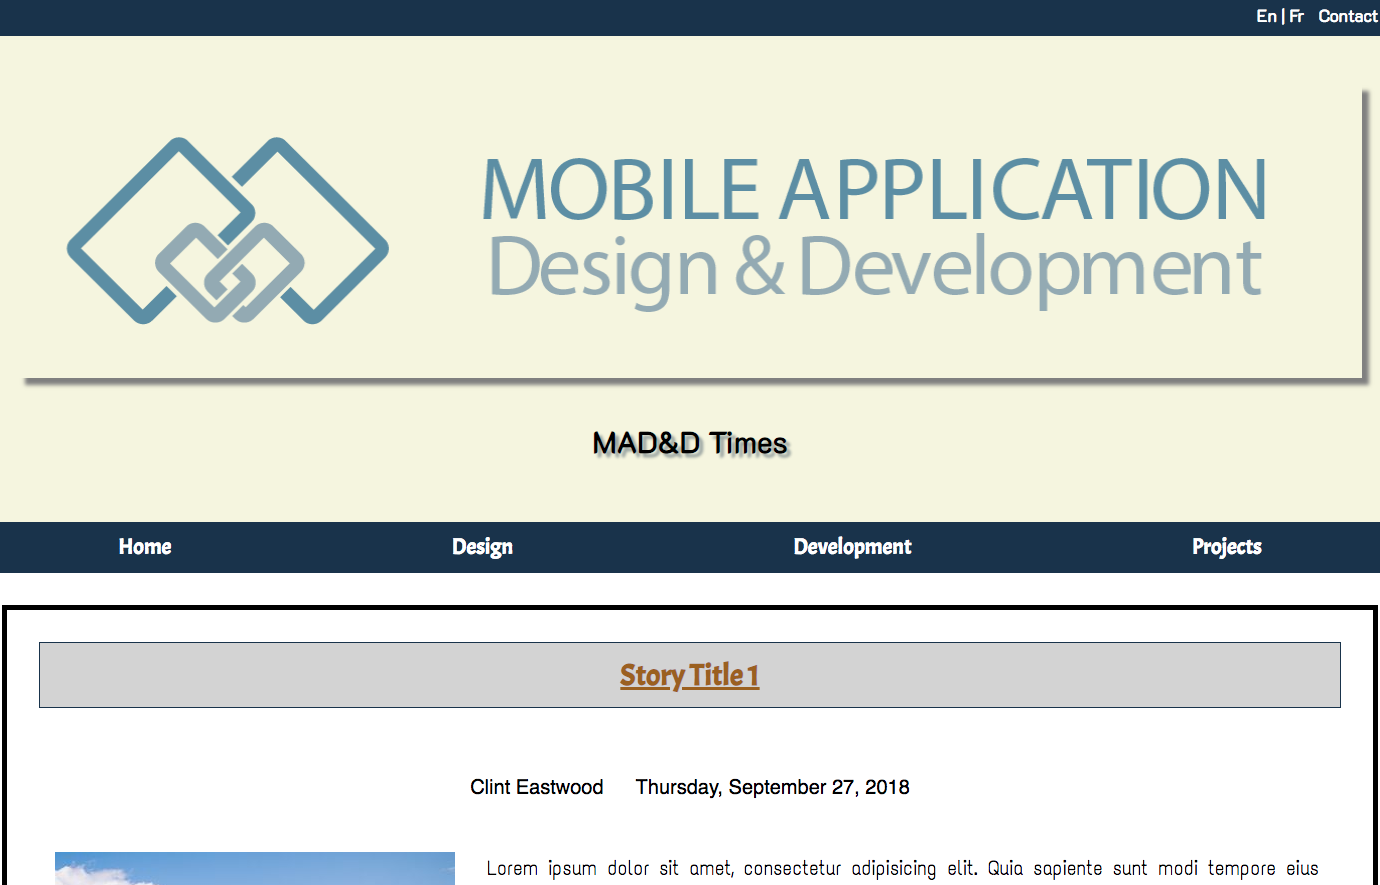 En | Fr Contact
MOBILE APPLICATION
Design & Development
MAD&D Times
Home Design Development Projects
Story Title 1
Clint Eastwood Thursday, September 27, 2018
Lorem ipsum dolor sit amet, consectetur adipisicing elit. Quia sapiente sunt modi tempore eius